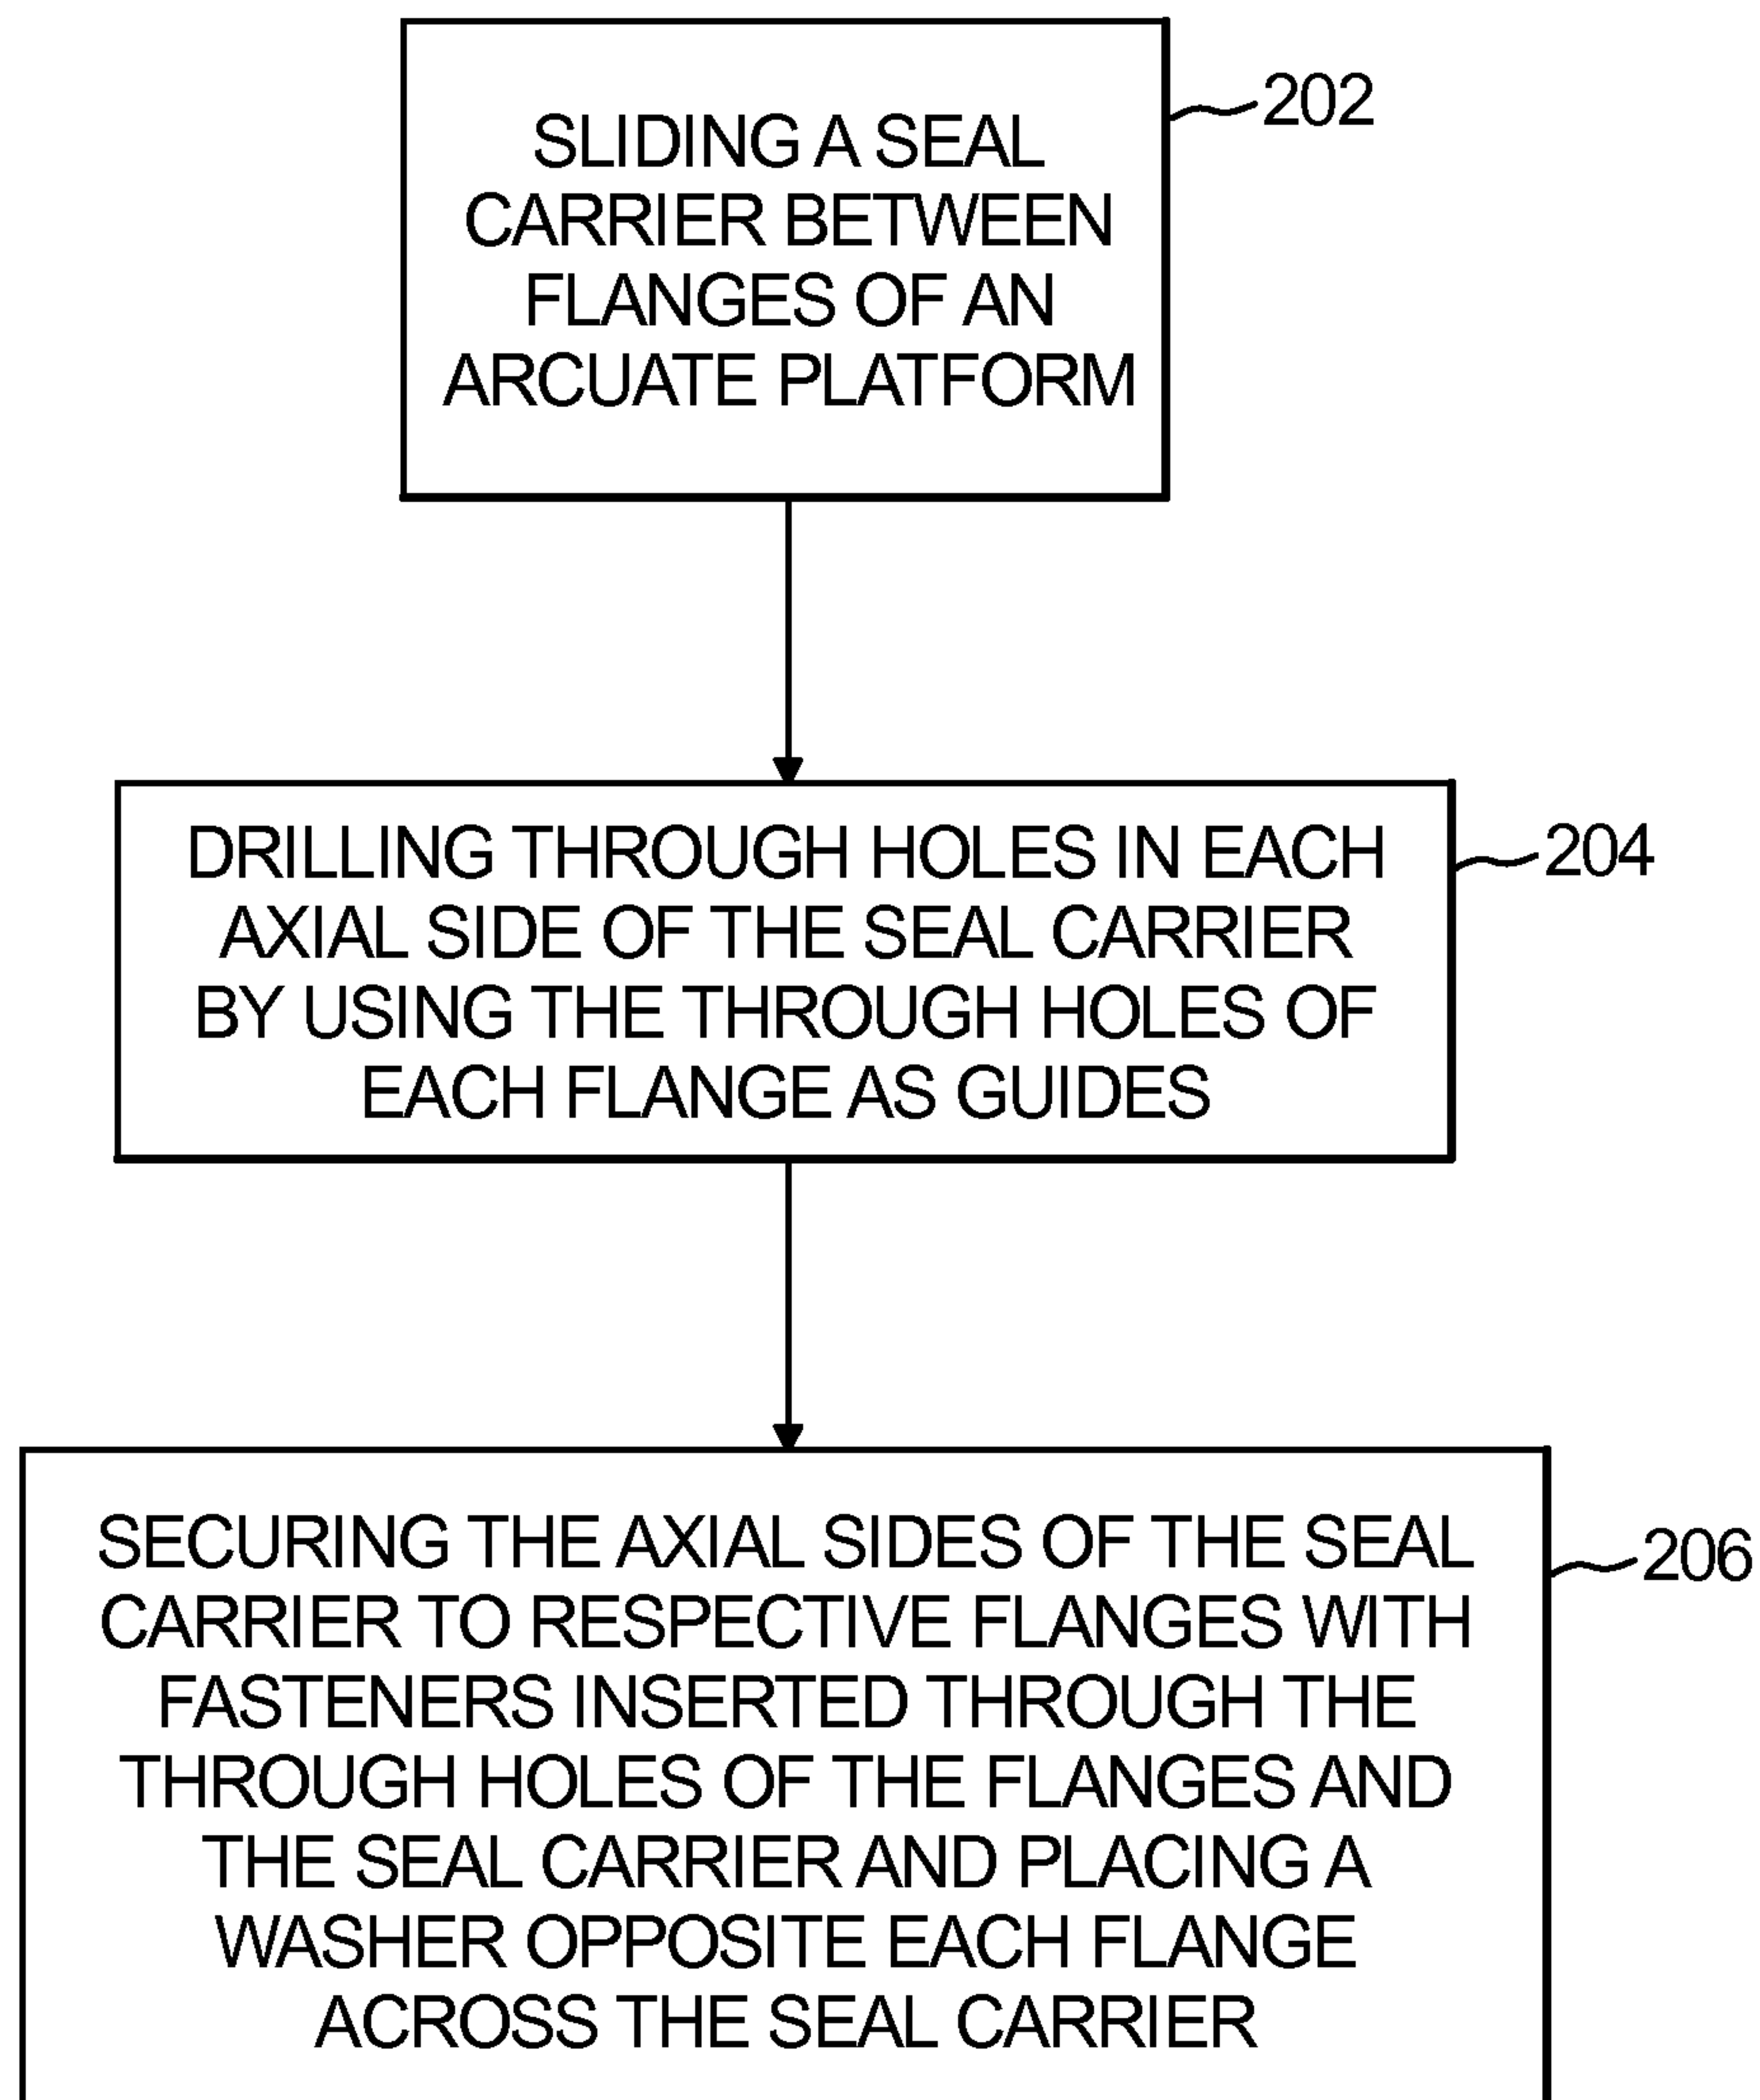 SLIDING A SEAL
CARRIER BETWEEN
FLANGES OF AN
ARCUATE PLATFORM
202
DRILLING THROUGH HOLES IN EACH
AXIAL SIDE OF THE SEAL CARRIER
BY USING THE THROUGH HOLES OF
EACH FLANGE AS GUIDES
204
SECURING THE AXIAL SIDES OF THE SEAL
CARRIER TO RESPECTIVE FLANGES WITH
FASTENERS INSERTED THROUGH THE
THROUGH HOLES OF THE FLANGES AND
THE SEAL CARRIER AND PLACING A
WASHER OPPOSITE EACH FLANGE
ACROSS THE SEAL CARRIER
206